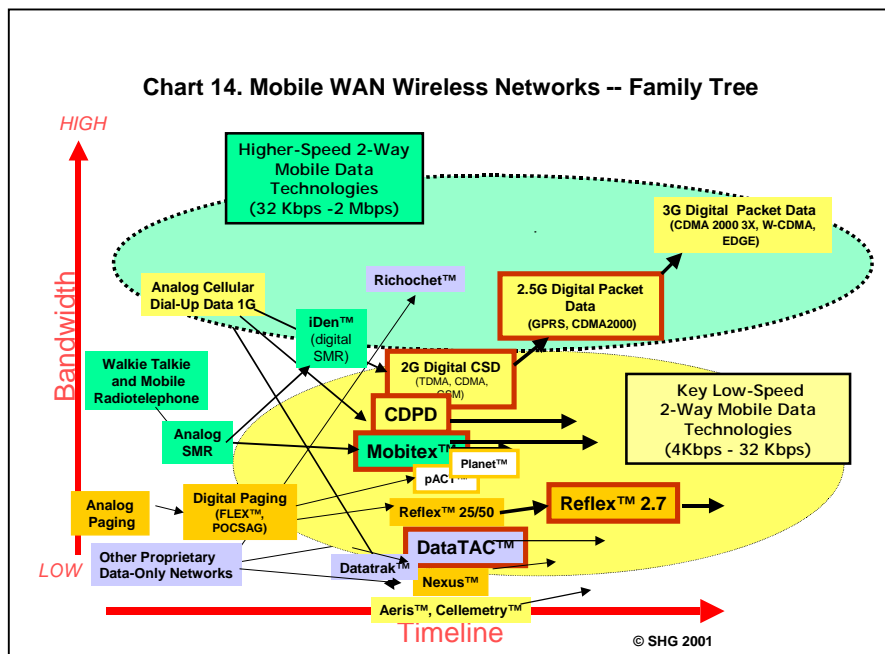 Chart 14. Mobile WAN Wireless Networks -- Family Tree
HIGH
Higher-Speed 2-Way
Mobile Data
Technologies
(32 Kbps -2 Mbps)
3G Digital Packet Data
(CDMA 2000 3X, W-CDMA,
EDGE)
Analog Cellular
Dial-Up Data 1G
Richochet™
2.5G Digital Packet
Data
(GPRS, CDMA2000)
iDen™
(digital
SMR)
Bandwidth
Walkie Talkie
and Mobile
Radiotelephone
2G Digital CSD
(TDMA, CDMA,
GSM)
Key Low-Speed
2-Way Mobile Data
Technologies
(4Kbps - 32 Kbps)
CDPD
Analog
SMR
Mobitex™
Planet™
pACT™
Analog
Paging
Digital Paging
(FLEX™,
POCSAG)
Reflex™ 25/50
Reflex™ 2.7
DataTAC™
Other Proprietary
Data-Only Networks
Datatrak™
LOW
Nexus™
Aeris™, Cellemetry™
Timeline
© SHG 2001